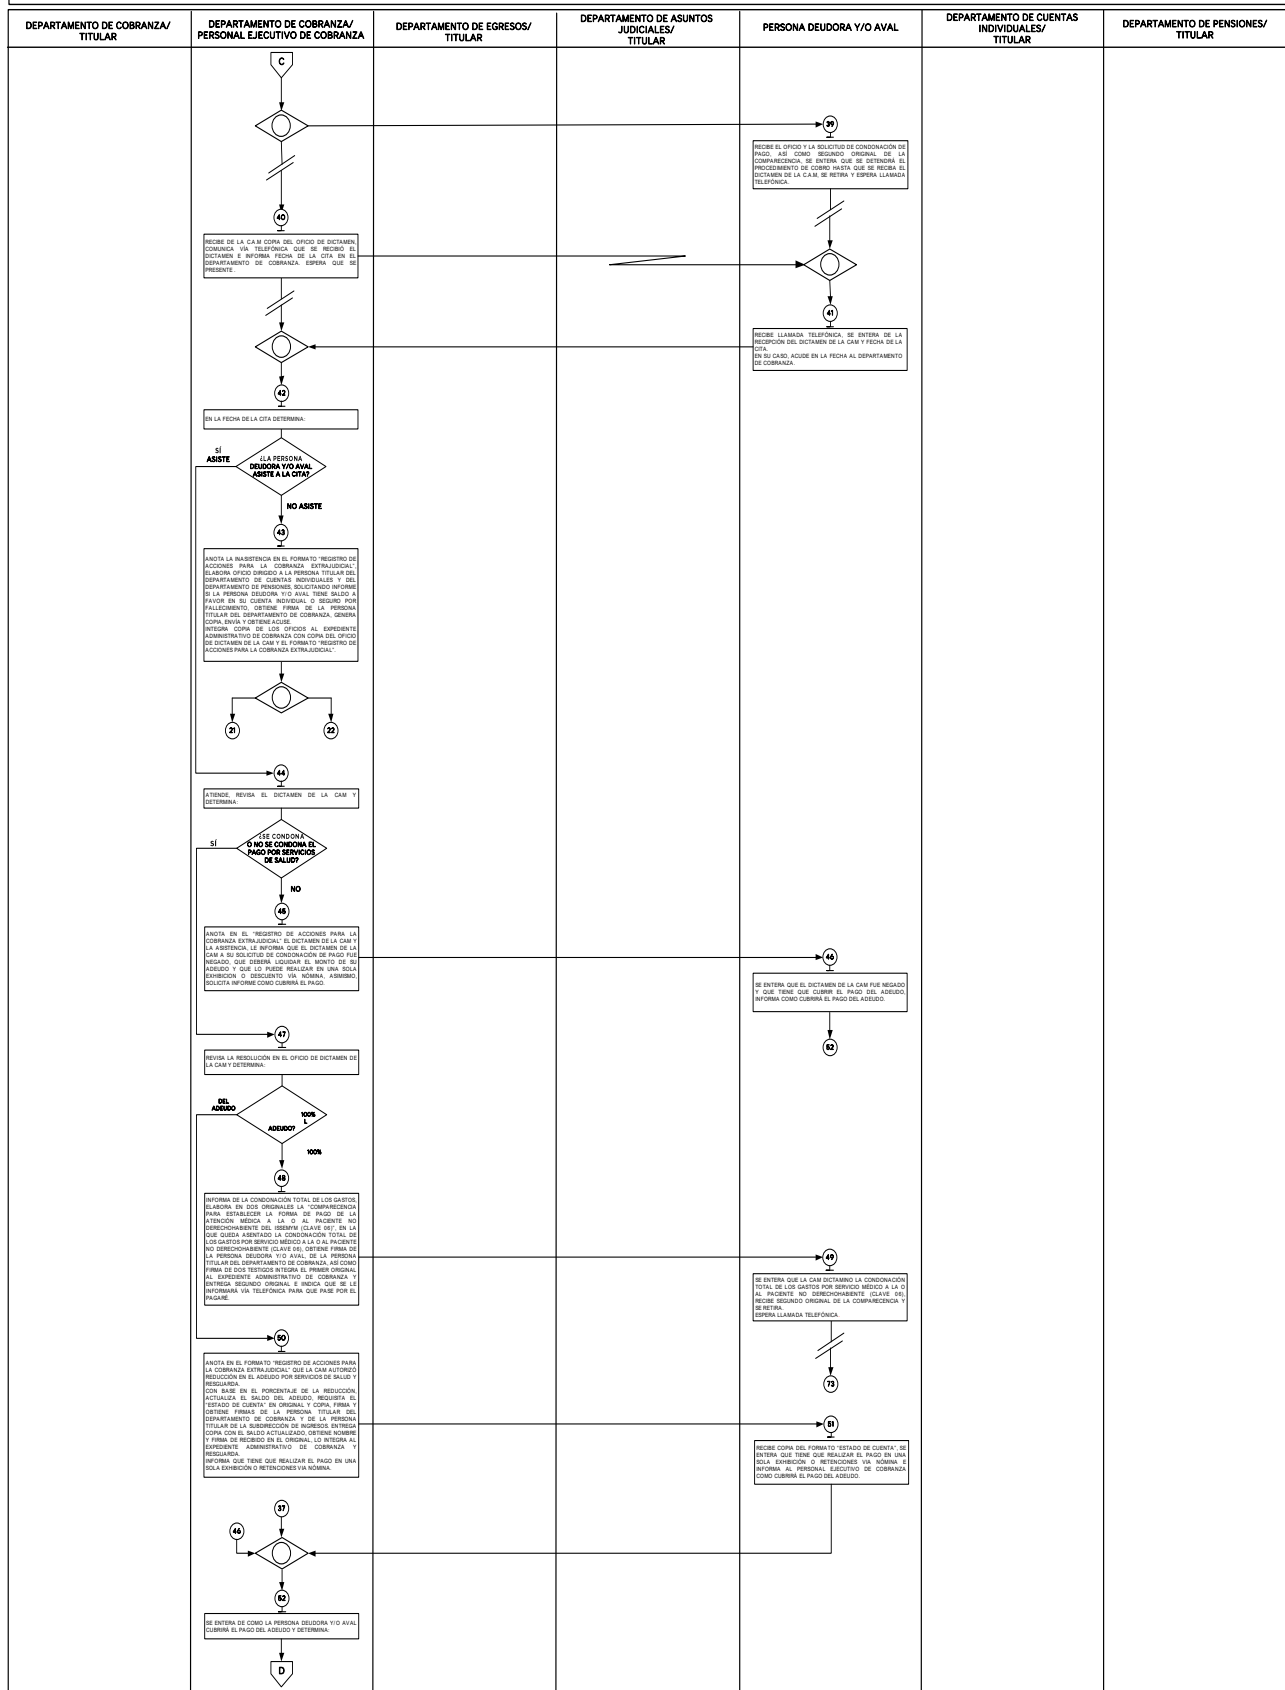 DEPARTAMENTO DE COBRANZA/
TITULAR
DEPARTAMENTO DE COBRANZA/
PERSONAL EJECUTIVO DE COBRANZA
DEPARTAMENTO DE EGRESOS/
TITULAR
DEPARTAMENTO DE ASUNTOS
JUDICIALES/
TITULAR
PERSONA DEUDORA Y/O AVAL
DEPARTAMENTO DE CUENTAS
INDIVIDUALES/
TITULAR
DEPARTAMENTO DE PENSIONES/
TITULAR
C
39
RECIBE EL OFICIO Y LA SOLICITUD DE CONDONACIÓN DE
PAGO, ASÍ COMO SEGUNDO ORIGINAL DE LA
COMPARECENCIA, SE ENTERA QUE SE DETENDRÁ EL
PROCEDIMIENTO DE COBRO HASTA QUE SE RECIBA EL
DICTAMEN DE LA C.A.M, SE RETIRA Y ESPERA LLAMADA
TELEFÓNICA.
40
RECIBE DE LA C.A.M COPIA DEL OFICIO DE DICTAMEN,
COMUNICA VÍA TELEFÓNICA QUE SE RECIBIÓ EL
DICTAMEN E INFORMA FECHA DE LA CITA EN EL
DEPARTAMENTO DE COBRANZA. ESPERA QUE SE
PRESENTE .
41
RECIBE LLAMADA TELEFÓNICA, SE ENTERA DE LA
RECEPCIÓN DEL DICTAMEN DE LA CAM Y FECHA DE LA
CITA.
EN SU CASO, ACUDE EN LA FECHA AL DEPARTAMENTO
DE COBRANZA.
42
EN LA FECHA DE LA CITA DETERMINA:
SÍ
ASISTE
¿LA PERSONA
DEUDORA Y/O AVAL
ASISTE A LA CITA?
NO ASISTE
43
ANOTA LA INASISTENCIA EN EL FORMATO "REGISTRO DE
ACCIONES PARA LA COBRANZA EXTRAJUDICIAL",
ELABORA OFICIO DIRIGIDO A LA PERSONA TITULAR DEL
DEPARTAMENTO DE CUENTAS INDIVIDUALES Y DEL
DEPARTAMENTO DE PENSIONES, SOLICITANDO INFORME
SI LA PERSONA DEUDORA Y/O AVAL TIENE SALDO A
FAVOR EN SU CUENTA INDIVIDUAL O SEGURO POR
FALLECIMIENTO, OBTIENE FIRMA DE LA PERSONA
TITULAR DEL DEPARTAMENTO DE COBRANZA, GENERA
COPIA, ENVÍA Y OBTIENE ACUSE.
INTEGRA COPIA DE LOS OFICIOS AL EXPEDIENTE
ADMINISTRATIVO DE COBRANZA CON COPIA DEL OFICIO
DE DICTAMEN DE LA CAM Y EL FORMATO "REGISTRO DE
ACCIONES PARA LA COBRANZA EXTRAJUDICIAL".
21
22
44
ATIENDE, REVISA EL DICTAMEN DE LA CAM Y
DETERMINA:
SÍ
¿SE CONDONA
O NO SE CONDONA EL
PAGO POR SERVICIOS
DE SALUD?
NO
45
ANOTA EN EL "REGISTRO DE ACCIONES PARA LA
COBRANZA EXTRAJUDICIAL" EL DICTAMEN DE LA CAM Y
LA ASISTENCIA, LE INFORMA QUE EL DICTAMEN DE LA
CAM A SU SOLICITUD DE CONDONACIÓN DE PAGO FUE
NEGADO, QUE DEBERÁ LIQUIDAR EL MONTO DE SU
ADEUDO Y QUE LO PUEDE REALIZAR EN UNA SOLA
EXHIBICION O DESCUENTO VÍA NÓMINA, ASIMISMO,
SOLICITA INFORME COMO CUBRIRÁ EL PAGO.
46
SE ENTERA QUE EL DICTAMEN DE LA CAM FUE NEGADO
Y QUE TIENE QUE CUBRIR EL PAGO DEL ADEUDO,
INFORMA COMO CUBRIRÁ EL PAGO DEL ADEUDO.
52
47
REVISA LA RESOLUCIÓN EN EL OFICIO DE DICTAMEN DE
LA CAM Y DETERMINA:
DEL
ADEUDO
100%
L
ADEUDO?
100%
48
INFORMA DE LA CONDONACIÓN TOTAL DE LOS GASTOS,
ELABORA EN DOS ORIGINALES LA "COMPARECENCIA
PARA ESTABLECER LA FORMA DE PAGO DE LA
ATENCIÓN MÉDICA A LA O AL PACIENTE NO
DERECHOHABIENTE DEL ISSEMYM (CLAVE 06)", EN LA
QUE QUEDA ASENTADO LA CONDONACIÓN TOTAL DE
LOS GASTOS POR SERVICIO MÉDICO A LA O AL PACIENTE
NO DERECHOHABIENTE (CLAVE 06), OBTIENE FIRMA DE
LA PERSONA DEUDORA Y/O AVAL, DE LA PERSONA
TITULAR DEL DEPARTAMENTO DE COBRANZA, ASÍ COMO
FIRMA DE DOS TESTIGOS INTEGRA EL PRIMER ORIGINAL
AL EXPEDIENTE ADMINISTRATIVO DE COBRANZA Y
ENTREGA SEGUNDO ORIGINAL E IINDICA QUE SE LE
INFORMARÁ VÍA TELEFÓNICA PARA QUE PASE POR EL
PAGARÉ.
49
SE ENTERA QUE LA CAM DICTAMINO LA CONDONACIÓN
TOTAL DE LOS GASTOS POR SERVICIO MÉDICO A LA O
AL PACIENTE NO DERECHOHABIENTE (CLAVE 06),
RECIBE SEGUNDO ORIGINAL DE LA COMPARECENCIA Y
SE RETIRA.
ESPERA LLAMADA TELEFÓNICA.
73
50
ANOTA EN EL FORMATO "REGISTRO DE ACCIONES PARA
LA COBRANZA EXTRAJUDICIAL" QUE LA CAM AUTORIZÓ
REDUCCIÓN EN EL ADEUDO POR SERVICIOS DE SALUD Y
RESGUARDA.
CON BASE EN EL PORCENTAJE DE LA REDUCCIÓN,
ACTUALIZA EL SALDO DEL ADEUDO, REQUISITA EL
"ESTADO DE CUENTA" EN ORIGINAL Y COPIA, FIRMA Y
OBTIENE FIRMAS DE LA PERSONA TITULAR DEL
DEPARTAMENTO DE COBRANZA Y DE LA PERSONA
TITULAR DE LA SUBDIRECCIÓN DE INGRESOS. ENTREGA
COPIA CON EL SALDO ACTUALIZADO, OBTIENE NOMBRE
Y FIRMA DE RECIBIDO EN EL ORIGINAL, LO INTEGRA AL
EXPEDIENTE ADMINISTRATIVO DE COBRANZA Y
RESGUARDA.
INFORMA QUE TIENE QUE REALIZAR EL PAGO EN UNA
SOLA EXHIBICIÓN O RETENCIONES VIA NÓMINA.
51
RECIBE COPIA DEL FORMATO "ESTADO DE CUENTA", SE
ENTERA QUE TIENE QUE REALIZAR EL PAGO EN UNA
SOLA EXHIBICIÓN O RETENCIONES VIA NÓMINA E
INFORMA AL PERSONAL EJECUTIVO DE COBRANZA
COMO CUBRIRÁ EL PAGO DEL ADEUDO.
37
46
52
SE ENTERA DE COMO LA PERSONA DEUDORA Y/O AVAL
CUBRIRÁ EL PAGO DEL ADEUDO Y DETERMINA:
D